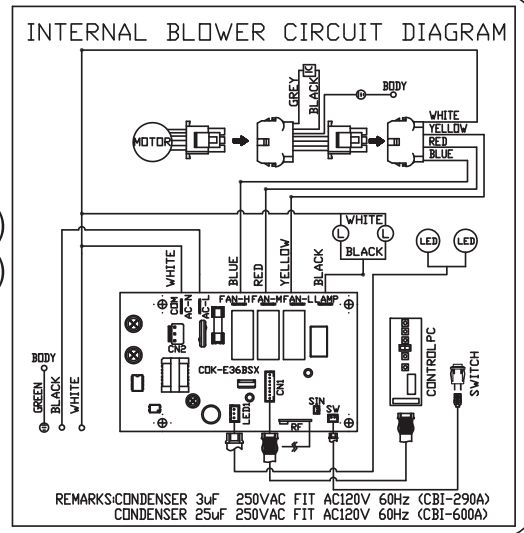 INTERNAL BLOWER CIRCUIT DIAGRAM
GREY
BLACK
K
BODY
MOTOR
WHITE
YELLOW
RED
BLUE
WHITE
L
L
BLACK
LED
LED
WHITE
BLUE
RED
YELLOW
BLACK
COM
AC-N
AC-L
FAN-H
FAN-M
FAN-L
LAMP
CN2
COK-E36BSX
CN1
LED1
SIN
SW
RF
CONTROL PC
SWITCH
BODY
GREEN
BLACK
WHITE
REMARKS:CONDENSER 3uF 250VAC FIT AC120V 60Hz (CBI-290A)
CONDENSER 25uF 250VAC FIT AC120V 60Hz (CBI-600A)